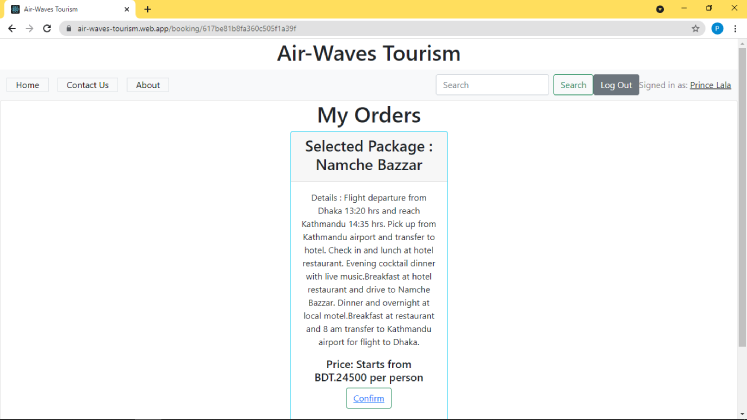 Air-Waves Tourism
air-waves-tourism.web.app/booking/617be81b8fa360c505f1a39f
P
Air-Waves Tourism
Home Contact Us About Search Search Log Out Signed in as: Prince Lala
My Orders
Selected Package :
Namche Bazzar
Details : Flight departure from
Dhaka 13:20 hrs and reach
Kathmandu 14:35 hrs. Pick up from
Kathmandu airport and transfer to
hotel. Check in and lunch at hotel
restaurant. Evening cocktail dinner
with live music.Breakfast at hotel
restaurant and drive to Namche
Bazzar. Dinner and overnight at
local motel.Breakfast at restaurant
and 8 am transfer to Kathmandu
airport for flight to Dhaka.
Price: Starts from
BDT.24500 per person
Confirm